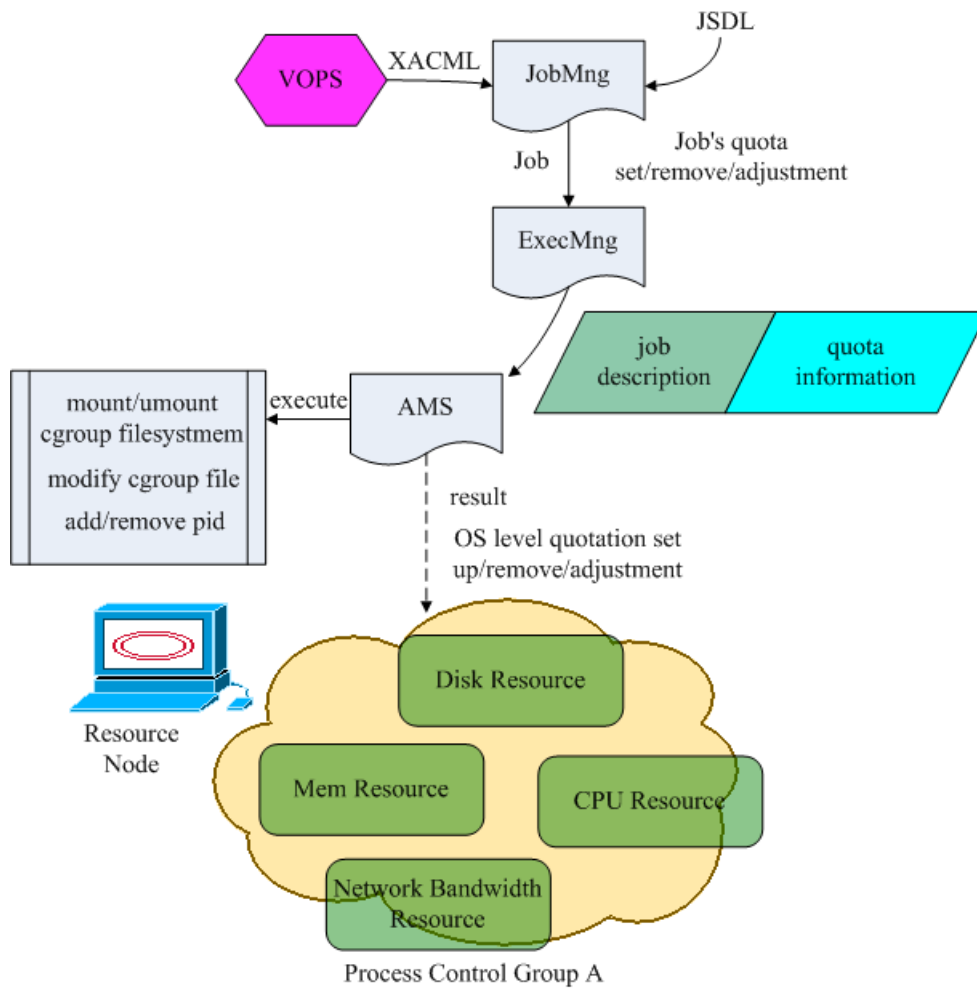 JSDL
XACML
VOPS
JobMng
Job
Job's quota
set/remove/adjustment
ExecMng
job
description
quota
information
AMS
execute
mount/umount
cgroup filesystmem
modify cgroup file
add/remove pid
result
OS level quotation set
up/remove/adjustment
Disk Resource
Resource
Node
Mem Resource
CPU Resource
Network Bandwidth
Resource
Process Control Group A